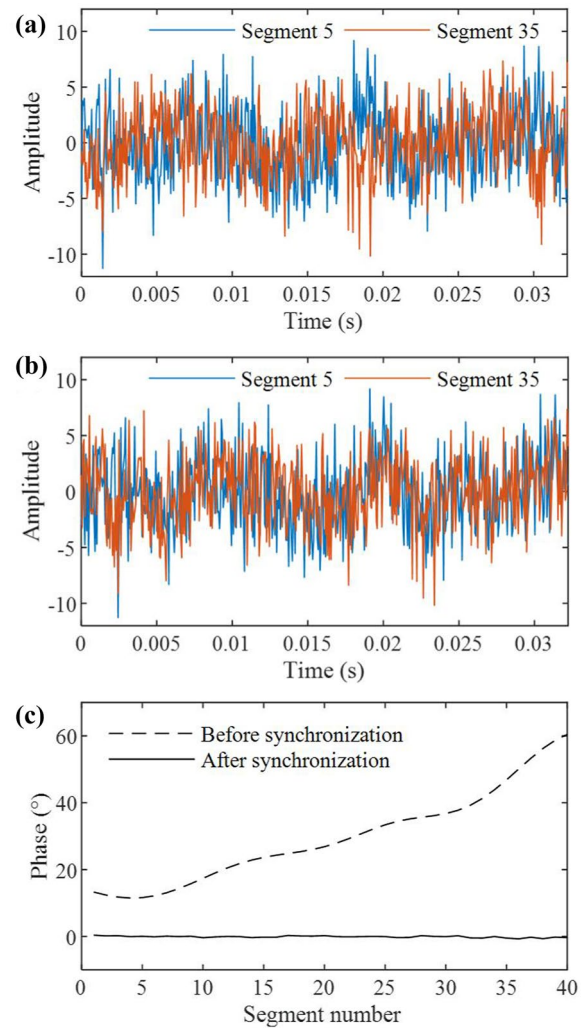 (a)
Segment 5 Segment 35
10
5
0
-5
-10
Amplitude
0 0.005 0.01 0.015 0.02 0.025 0.03
Time (s)
(b)
Segment 5 Segment 35
10
5
0
-5
-10
Amplitude
0 0.005 0.01 0.015 0.02 0.025 0.03
Time (s)
(c)
Before synchronization
After synchronization
60
40
20
0
Phase (°)
0 5 10 15 20 25 30 35 40
Segment number